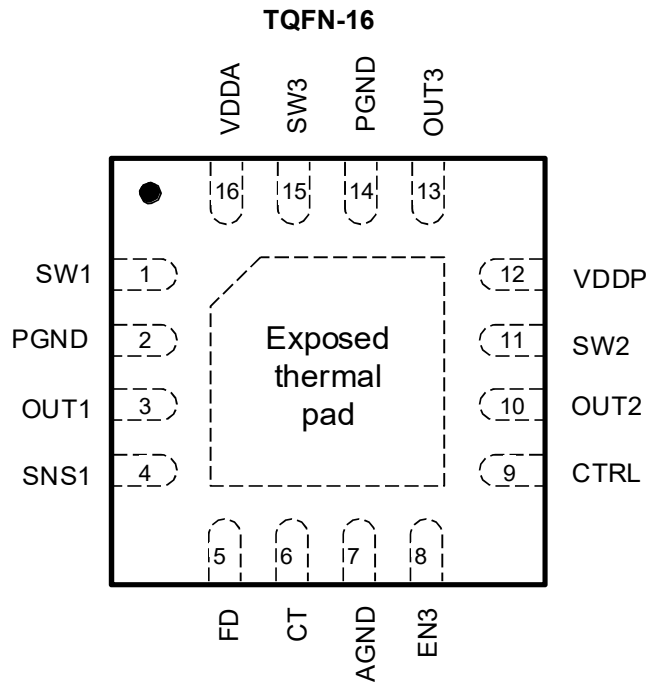 TQFN-16
VDDA
SW3
PGND
OUT3
16
15
14
13
SW1
1
12
VDDP
PGND
2
11
SW2
OUT1
3
10
OUT2
SNS1
4
9
CTRL
Exposed
thermal
pad
5
6
7
8
FD
CT
AGND
EN3